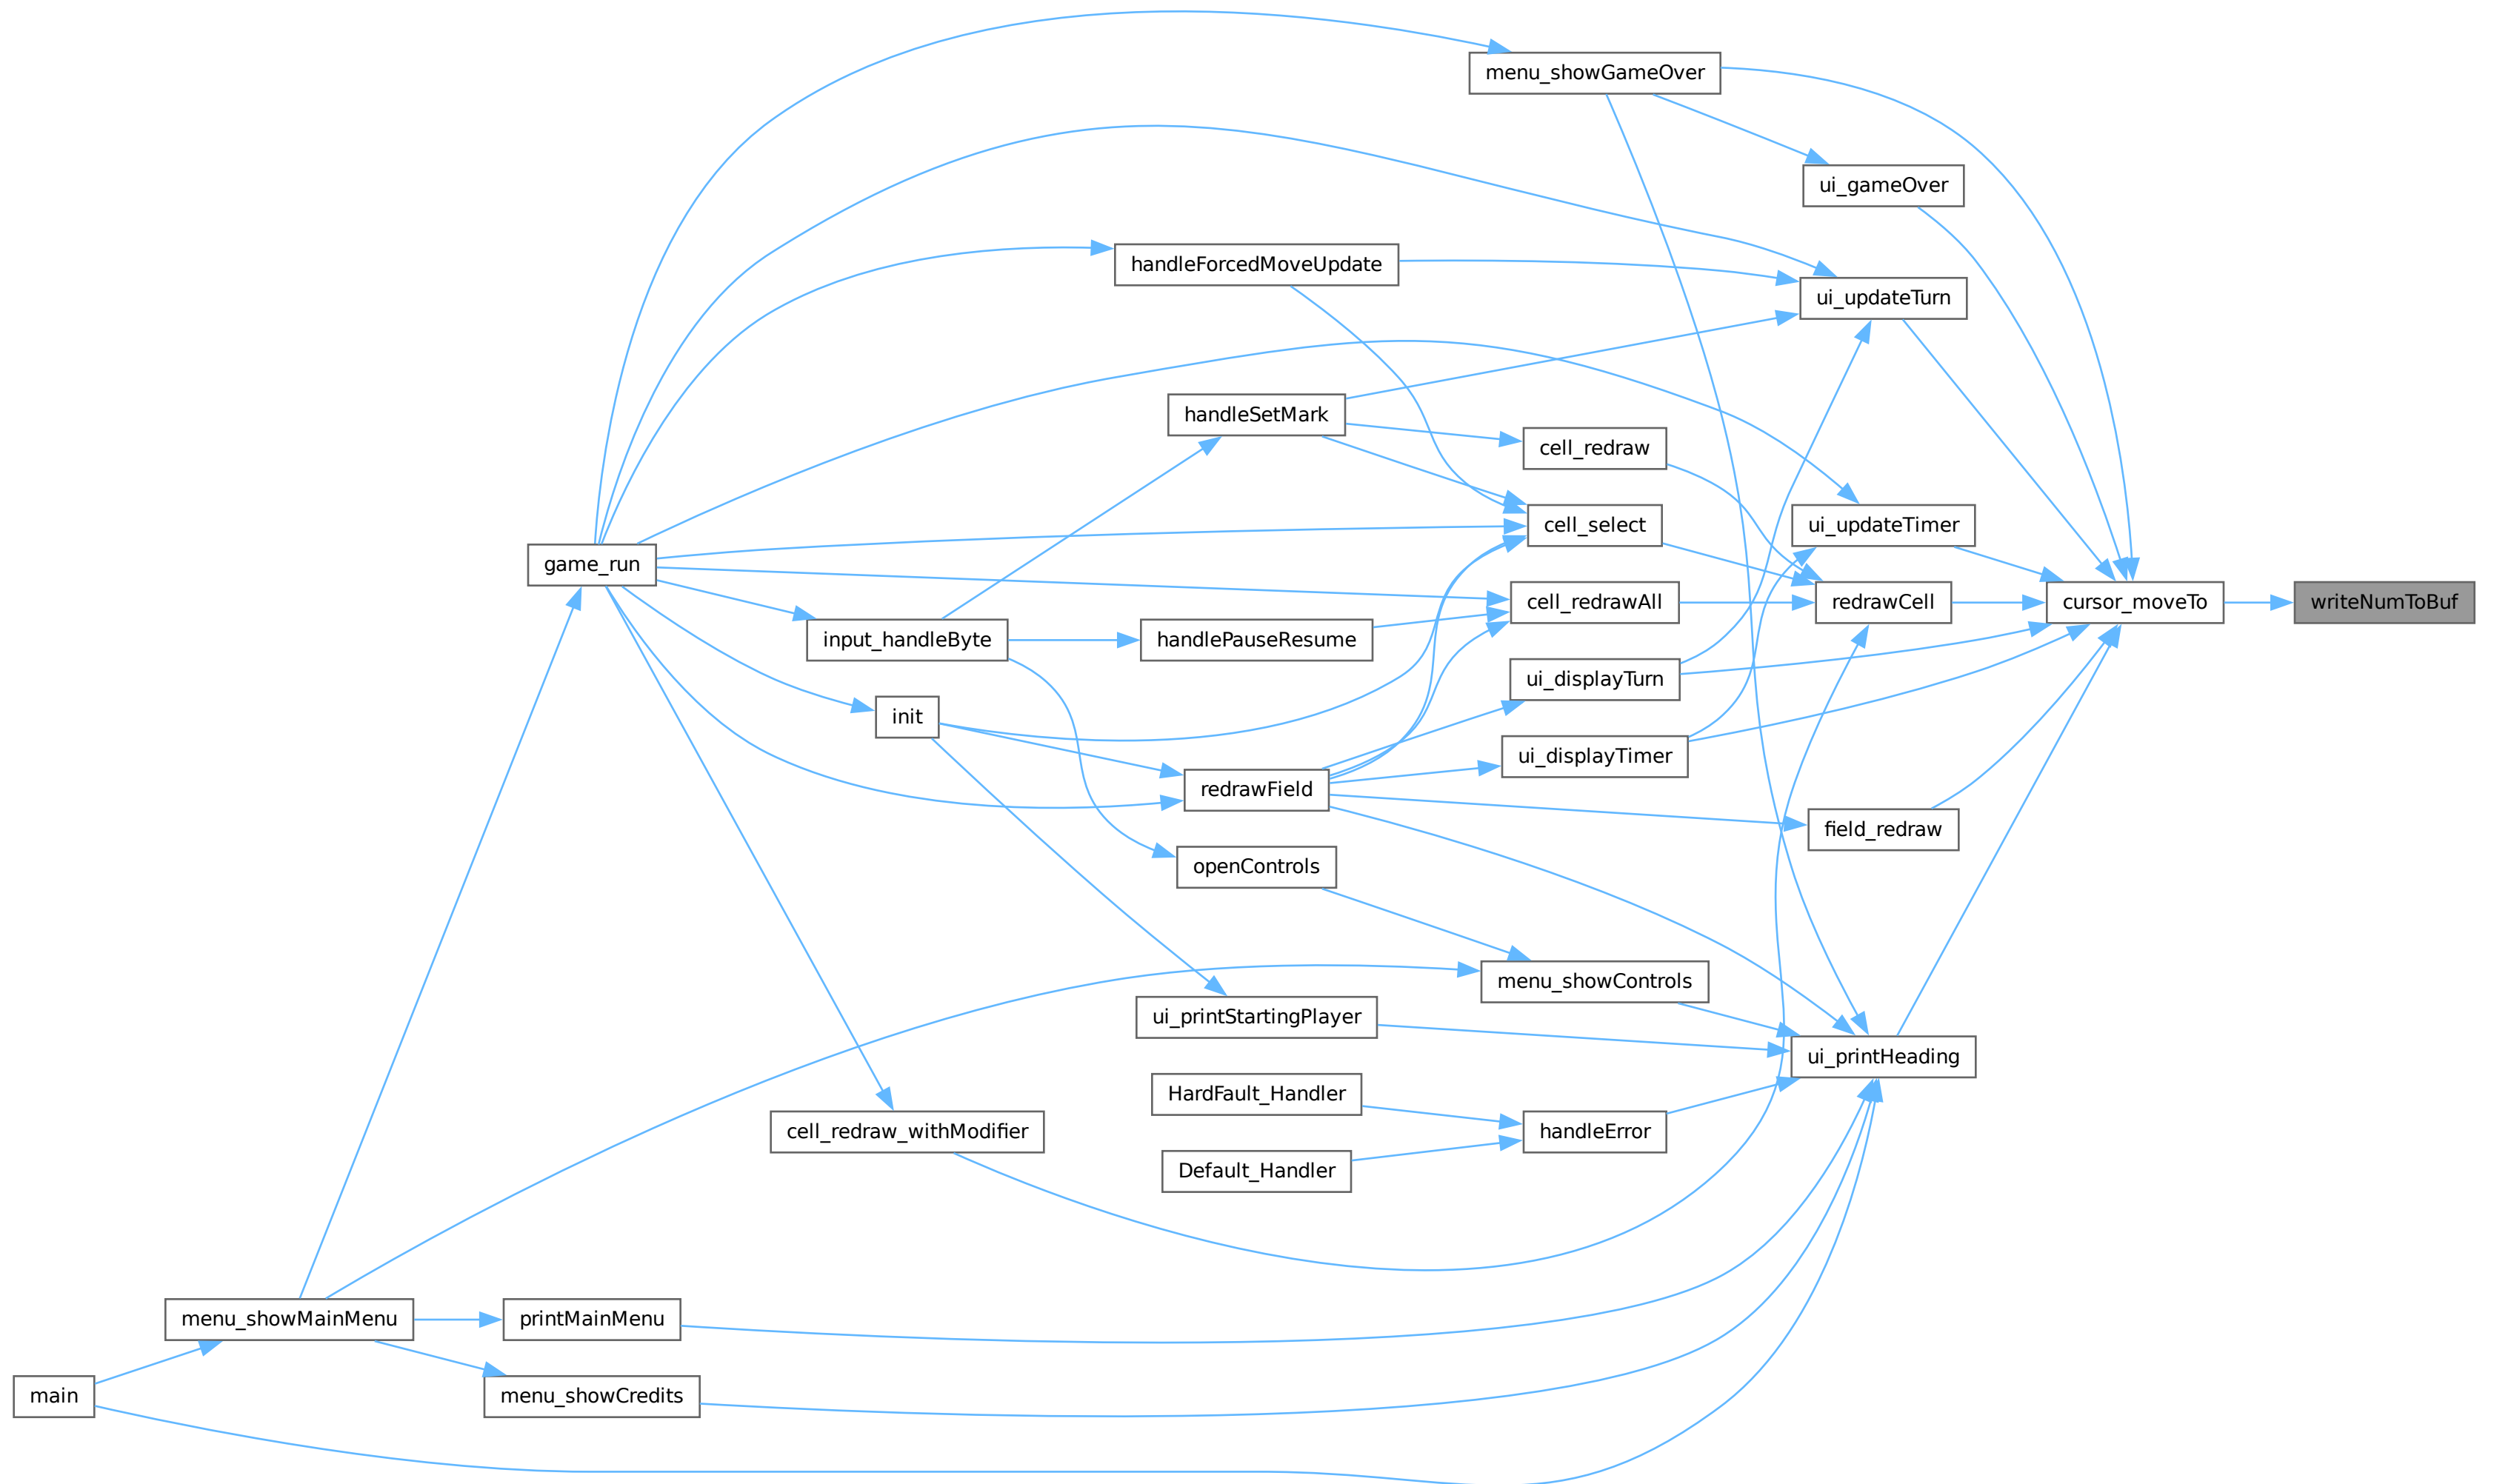 menu_showGameOver
ui_gameOver
handleForcedMoveUpdate
ui_updateTurn
handleSetMark
cell_redraw
cell_select
ui_updateTimer
game_run
cell_redrawAll
redrawCell
cursor_moveTo
writeNumToBuf
input_handleByte
handlePauseResume
ui_displayTurn
init
ui_displayTimer
redrawField
field_redraw
openControls
menu_showControls
ui_printStartingPlayer
ui_printHeading
HardFault_Handler
cell_redraw_withModifier
handleError
Default_Handler
menu_showMainMenu
printMainMenu
main
menu_showCredits